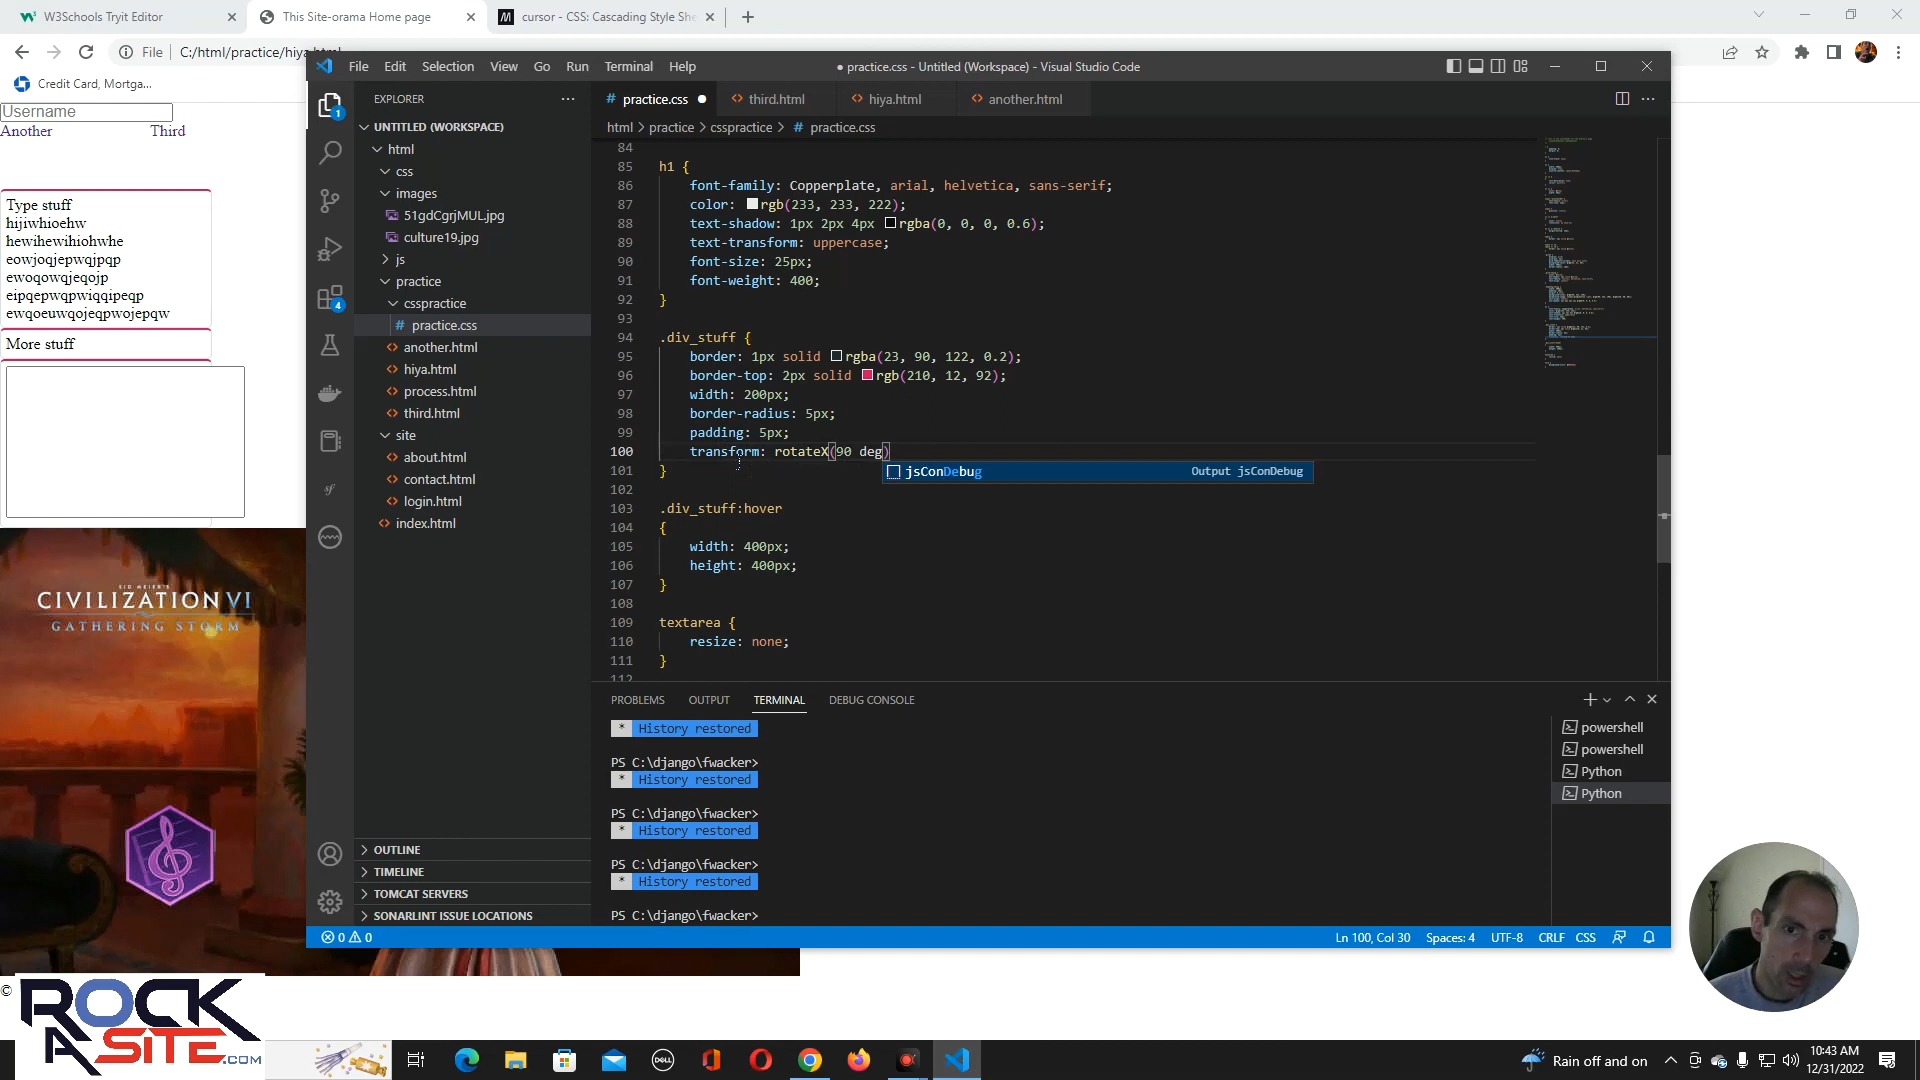 W3Schools Tryit Editor
This Site-orama Home page
cursor - CSS: Cascading Style She
File
C:/html/practice/hiya.html
Credit Card, Mortga...
Username
Another Third
Type stuff
hijiwhioehw
hewihewihiohwhe
eowjoqjepwqjpqp
ewoqowqjeqojp
eipqepwqpwiqqipeqp
ewqoeuwqojeqpwojepqw
More stuff
SID MEIER'S
CIVILIZATION VI
GATHERING STORM
©
ROCK
A SITE.COM
File Edit Selection View Go Run Terminal Help
● practice.css - Untitled (Workspace) - Visual Studio Code
EXPLORER
1
4
UNTITLED (WORKSPACE)
html
css
images
51gdCgrjMUL.jpg
culture19.jpg
js
practice
csspractice
# practice.css
another.html
hiya.html
process.html
third.html
site
about.html
contact.html
login.html
index.html
OUTLINE
TIMELINE
TOMCAT SERVERS
SONARLINT ISSUE LOCATIONS
# practice.css ● third.html hiya.html another.html
html > practice > csspractice > # practice.css
84
85 h1 {
86 font-family: Copperplate, arial, helvetica, sans-serif;
87 color: rgb(233, 233, 222);
88 text-shadow: 1px 2px 4px rgba(0, 0, 0, 0.6);
89 text-transform: uppercase;
90 font-size: 25px;
91 font-weight: 400;
92 }
93
94 .div_stuff {
95 border: 1px solid rgba(23, 90, 122, 0.2);
96 border-top: 2px solid rgb(210, 12, 92);
97 width: 200px;
98 border-radius: 5px;
99 padding: 5px;
100 transform: rotateX(90 deg)
jsConDebug Output jsConDebug
101 }
102
103 .div_stuff:hover
104 {
105 width: 400px;
106 height: 400px;
107 }
108
109 textarea {
110 resize: none;
111 }
112
PROBLEMS OUTPUT TERMINAL DEBUG CONSOLE
* History restored
PS C:\django\fwacker>
* History restored
PS C:\django\fwacker>
* History restored
PS C:\django\fwacker>
* History restored
PS C:\django\fwacker>
powershell
powershell
Python
Python
0 0
Ln 100, Col 30 Spaces: 4 UTF-8 CRLF CSS
DELL
Rain off and on
10:43 AM
12/31/2022